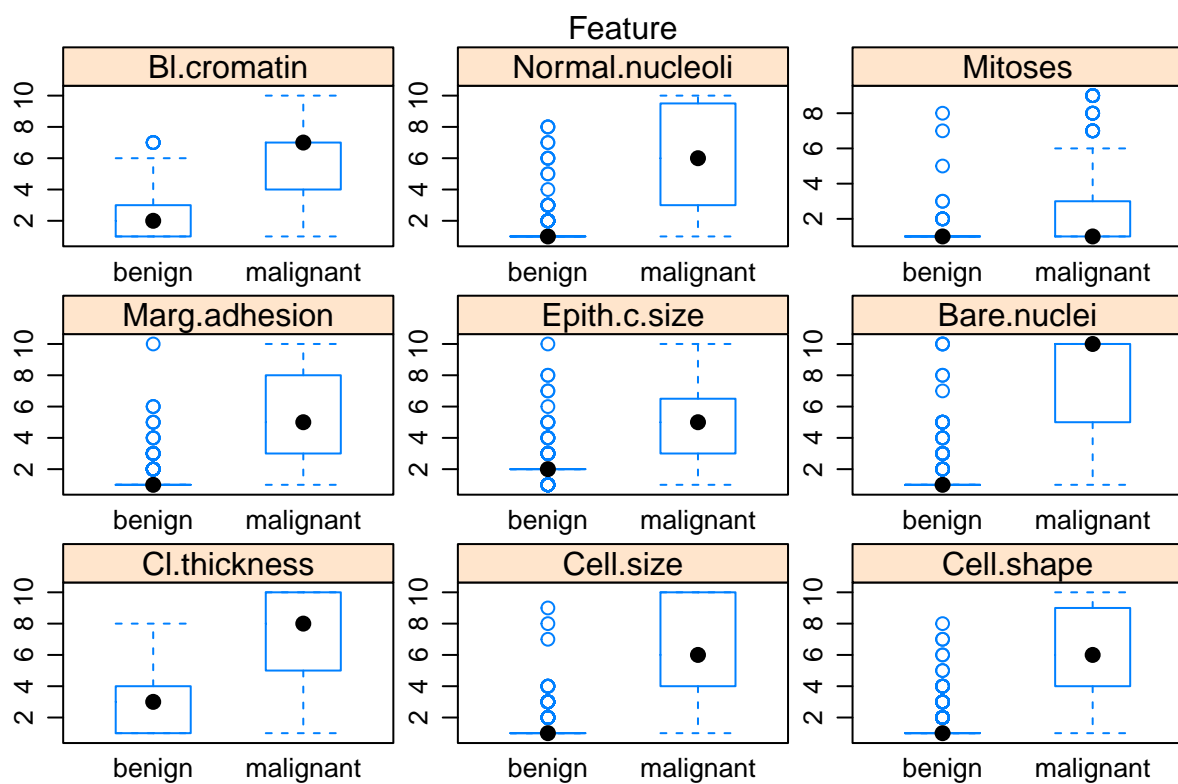 Feature
Bl.cromatin Normal.nucleoli Mitoses
10 10
8 8 8
6 6 6
4 4 4
2 2 2
benign malignant benign malignant benign malignant
Marg.adhesion Epith.c.size Bare.nuclei
10 10 10
8 8 8
6 6 6
4 4 4
2 2 2
benign malignant benign malignant benign malignant
Cl.thickness Cell.size Cell.shape
10 10 10
8 8 8
6 6 6
4 4 4
2 2 2
benign malignant benign malignant benign malignant